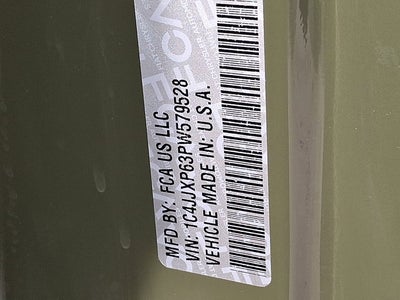 MFD BY: FCA US LLC
VIN: 1C4JJXP63PW579528
VEHICLE MADE IN: U.S.A.